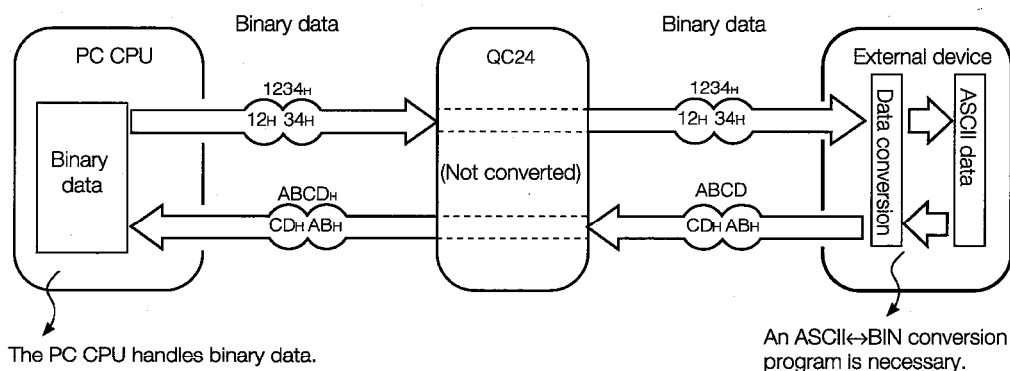 Binary data
Binary data
PC CPU
QC24
External device
1234H
12H 34H
1234H
12H 34H
Binary
data
(Not converted)
Data conversion
ASCII data
ABCDH
CDH ABH
ABCD
CDH ABH
The PC CPU handles binary data.
An ASCII↔BIN conversion
program is necessary.